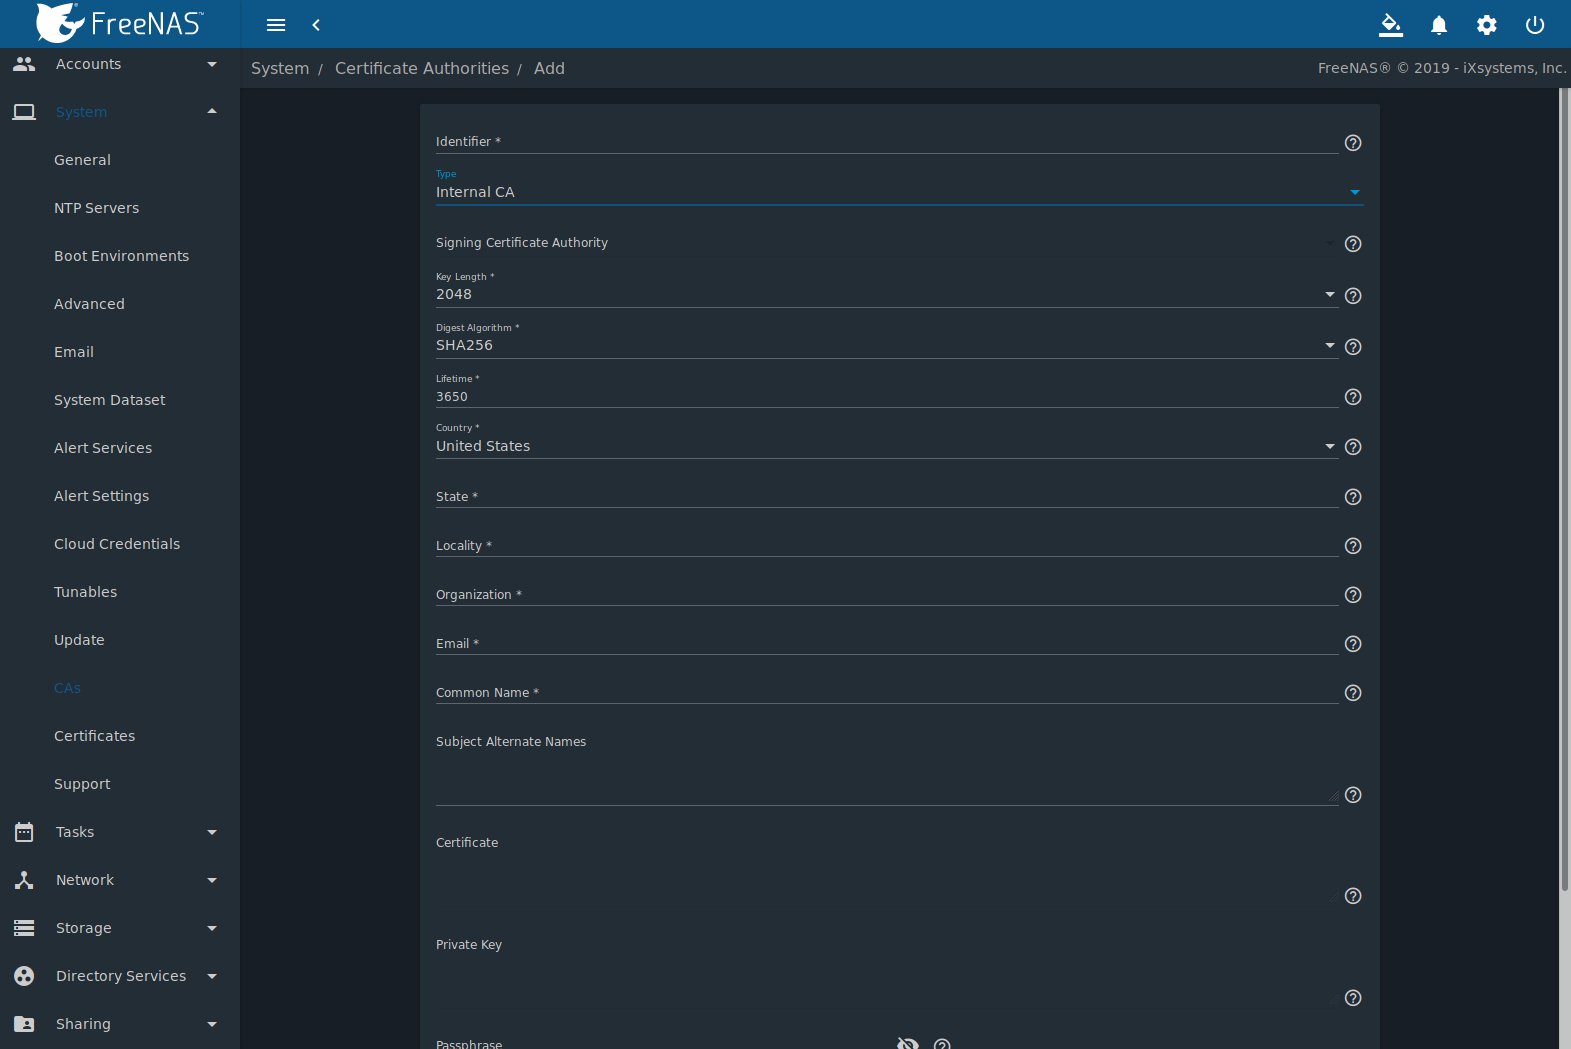 FreeNAS™
System / Certificate Authorities / Add
FreeNAS® © 2019 - iXsystems, Inc.
Accounts
System
General
NTP Servers
Boot Environments
Advanced
Email
System Dataset
Alert Services
Alert Settings
Cloud Credentials
Tunables
Update
CAs
Certificates
Support
Tasks
Network
Storage
Directory Services
Sharing
Identifier *
Type
Internal CA
Signing Certificate Authority
Key Length *
2048
Digest Algorithm *
SHA256
Lifetime *
3650
Country *
United States
State *
Locality *
Organization *
Email *
Common Name *
Subject Alternate Names
Certificate
Private Key
Passphrase